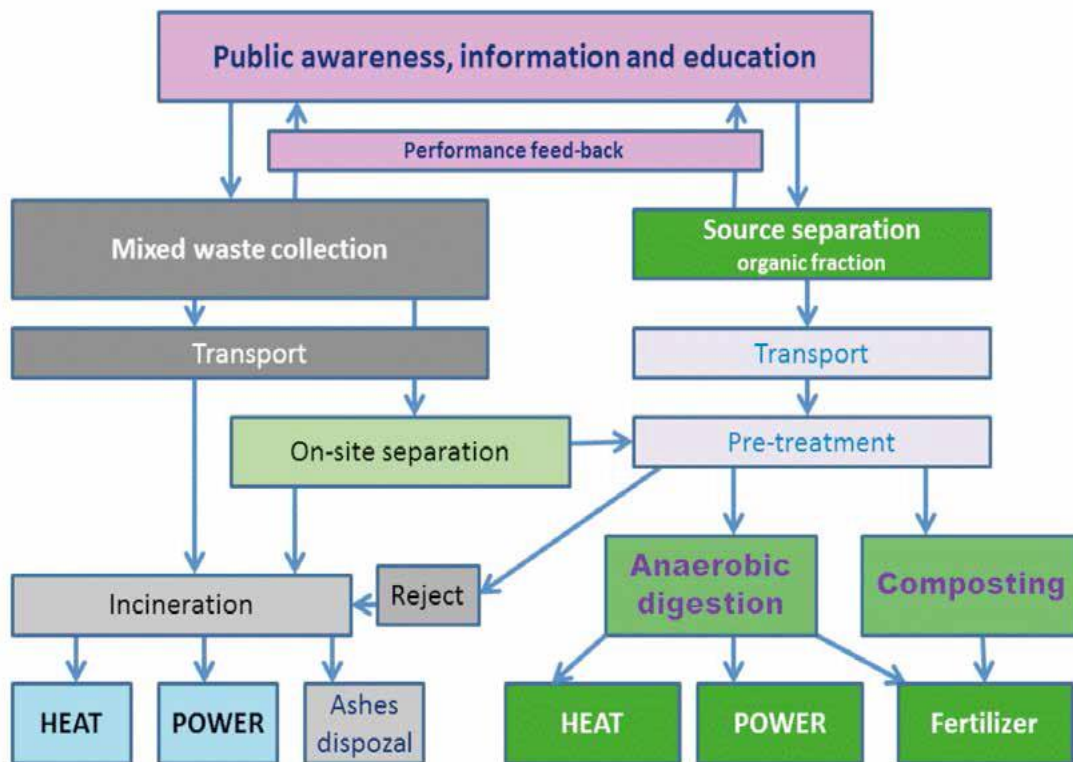 Public awareness, information and education
Performance feed-back
Mixed waste collection
Source separation
organic fraction
Transport
Transport
On-site separation
Pre-treatment
Incineration
Reject
Anaerobic
digestion
Composting
HEAT
POWER
Ashes
dispozal
HEAT
POWER
Fertilizer